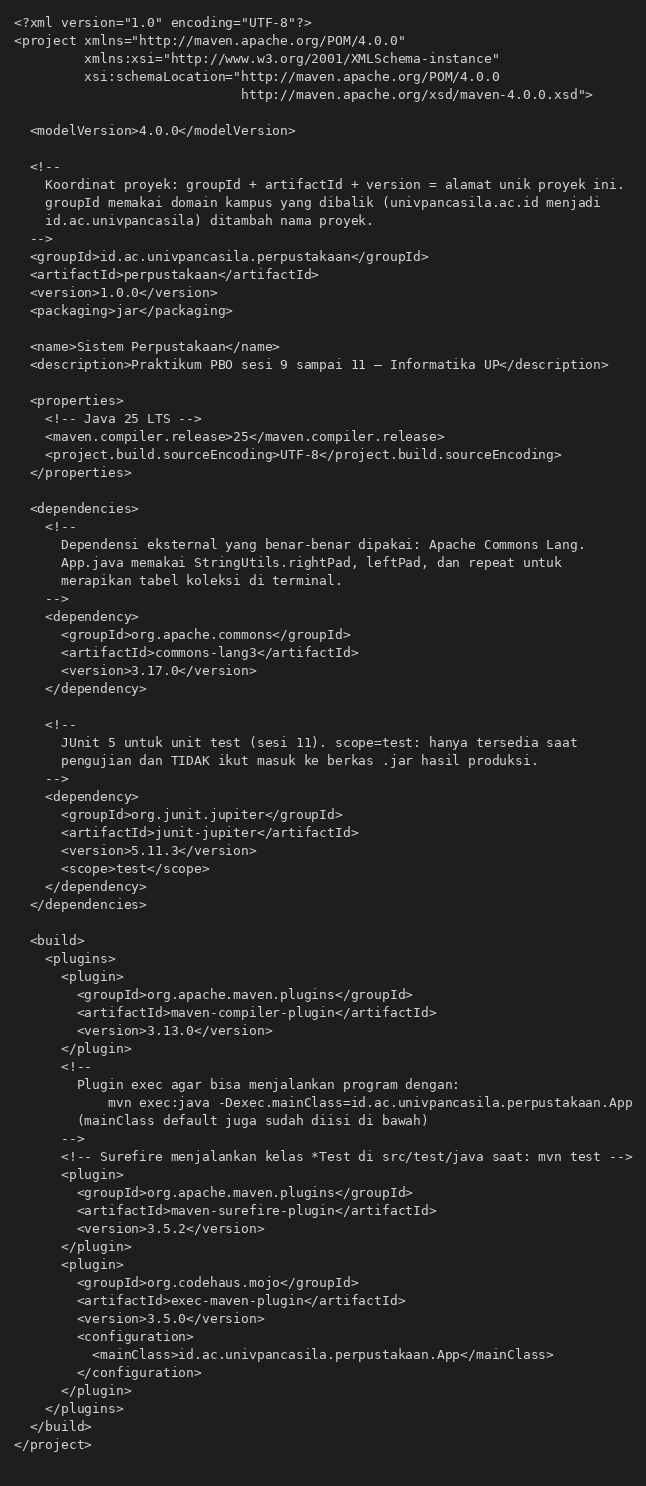 <?xml version="1.0" encoding="UTF-8"?>
<project xmlns="http://maven.apache.org/POM/4.0.0"
         xmlns:xsi="http://www.w3.org/2001/XMLSchema-instance"
         xsi:schemaLocation="http://maven.apache.org/POM/4.0.0
                             http://maven.apache.org/xsd/maven-4.0.0.xsd">

  <modelVersion>4.0.0</modelVersion>

  <!--
    Koordinat proyek: groupId + artifactId + version = alamat unik proyek ini.
    groupId memakai domain kampus yang dibalik (univpancasila.ac.id menjadi
    id.ac.univpancasila) ditambah nama proyek.
  -->
  <groupId>id.ac.univpancasila.perpustakaan</groupId>
  <artifactId>perpustakaan</artifactId>
  <version>1.0.0</version>
  <packaging>jar</packaging>

  <name>Sistem Perpustakaan</name>
  <description>Praktikum PBO sesi 9 sampai 11 — Informatika UP</description>

  <properties>
    <!-- Java 25 LTS -->
    <maven.compiler.release>25</maven.compiler.release>
    <project.build.sourceEncoding>UTF-8</project.build.sourceEncoding>
  </properties>

  <dependencies>
    <!--
      Dependensi eksternal yang benar-benar dipakai: Apache Commons Lang.
      App.java memakai StringUtils.rightPad, leftPad, dan repeat untuk
      merapikan tabel koleksi di terminal.
    -->
    <dependency>
      <groupId>org.apache.commons</groupId>
      <artifactId>commons-lang3</artifactId>
      <version>3.17.0</version>
    </dependency>

    <!--
      JUnit 5 untuk unit test (sesi 11). scope=test: hanya tersedia saat
      pengujian dan TIDAK ikut masuk ke berkas .jar hasil produksi.
    -->
    <dependency>
      <groupId>org.junit.jupiter</groupId>
      <artifactId>junit-jupiter</artifactId>
      <version>5.11.3</version>
      <scope>test</scope>
    </dependency>
  </dependencies>

  <build>
    <plugins>
      <plugin>
        <groupId>org.apache.maven.plugins</groupId>
        <artifactId>maven-compiler-plugin</artifactId>
        <version>3.13.0</version>
      </plugin>
      <!--
        Plugin exec agar bisa menjalankan program dengan:
            mvn exec:java -Dexec.mainClass=id.ac.univpancasila.perpustakaan.App
        (mainClass default juga sudah diisi di bawah)
      -->
      <!-- Surefire menjalankan kelas *Test di src/test/java saat: mvn test -->
      <plugin>
        <groupId>org.apache.maven.plugins</groupId>
        <artifactId>maven-surefire-plugin</artifactId>
        <version>3.5.2</version>
      </plugin>
      <plugin>
        <groupId>org.codehaus.mojo</groupId>
        <artifactId>exec-maven-plugin</artifactId>
        <version>3.5.0</version>
        <configuration>
          <mainClass>id.ac.univpancasila.perpustakaan.App</mainClass>
        </configuration>
      </plugin>
    </plugins>
  </build>
</project>